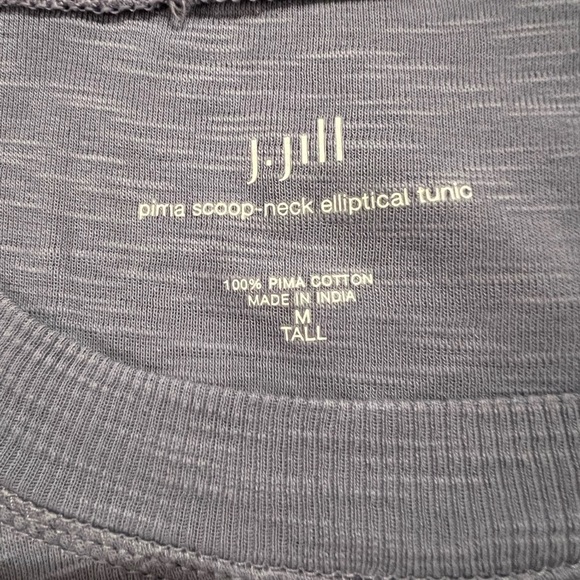 J.Jill
pima scoop-neck elliptical tunic
100% PIMA COTTON
MADE IN INDIA
M
TALL